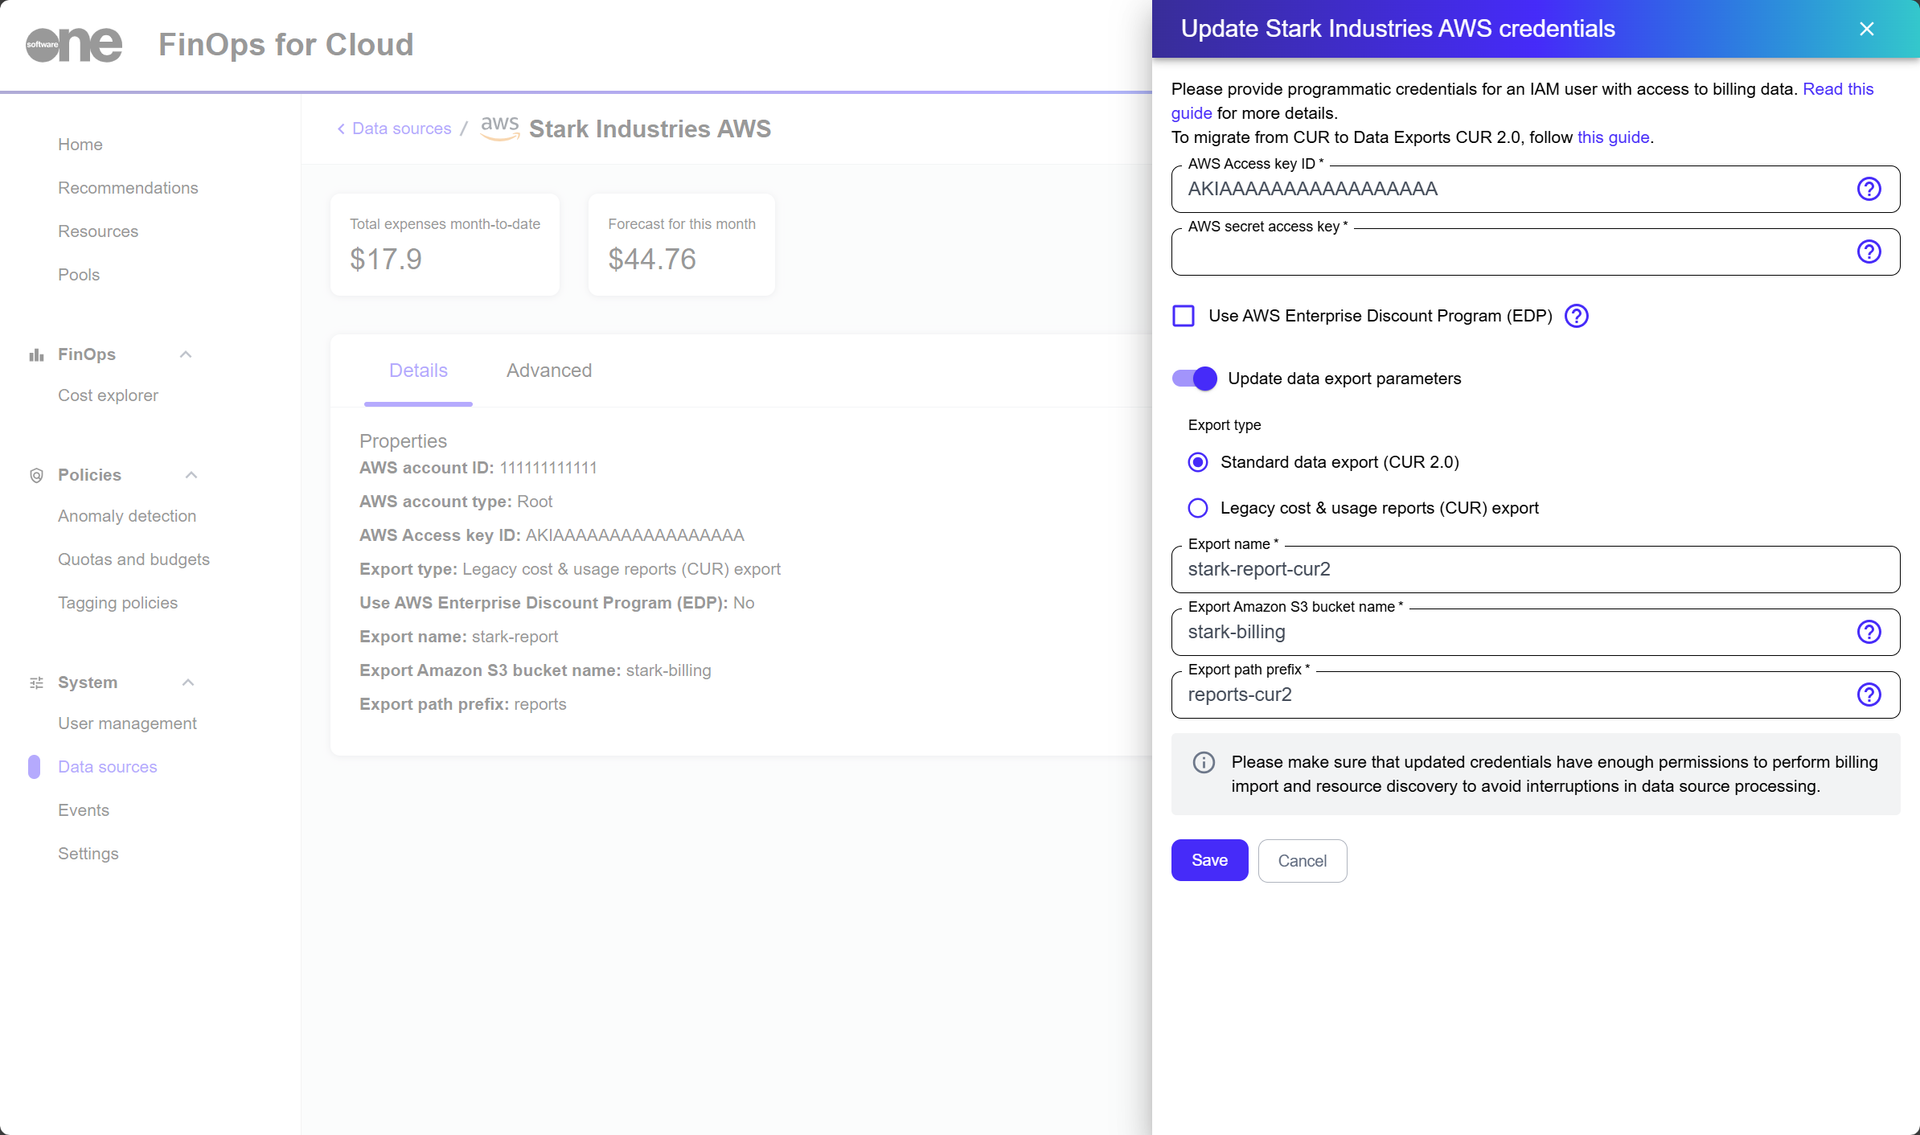 software one
FinOps for Cloud
Home
Recommendations
Resources
Pools
FinOps
Cost explorer
Policies
Anomaly detection
Quotas and budgets
Tagging policies
System
User management
Data sources
Events
Settings
Data sources / aws Stark Industries AWS
Total expenses month-to-date
$17.9
Forecast for this month
$44.76
Details
Advanced
Properties
AWS account ID: 111111111111
AWS account type: Root
AWS Access key ID: AKIAAAAAAAAAAAAAAAAA
Export type: Legacy cost & usage reports (CUR) export
Use AWS Enterprise Discount Program (EDP): No
Export name: stark-report
Export Amazon S3 bucket name: stark-billing
Export path prefix: reports
Update Stark Industries AWS credentials
Please provide programmatic credentials for an IAM user with access to billing data. Read this
guide for more details.
To migrate from CUR to Data Exports CUR 2.0, follow this guide.
AWS Access key ID *
AKIAAAAAAAAAAAAAAAAA
AWS secret access key *
Use AWS Enterprise Discount Program (EDP)
Update data export parameters
Export type
Standard data export (CUR 2.0)
Legacy cost & usage reports (CUR) export
Export name *
stark-report-cur2
Export Amazon S3 bucket name *
stark-billing
Export path prefix *
reports-cur2
Please make sure that updated credentials have enough permissions to perform billing
import and resource discovery to avoid interruptions in data source processing.
Save
Cancel